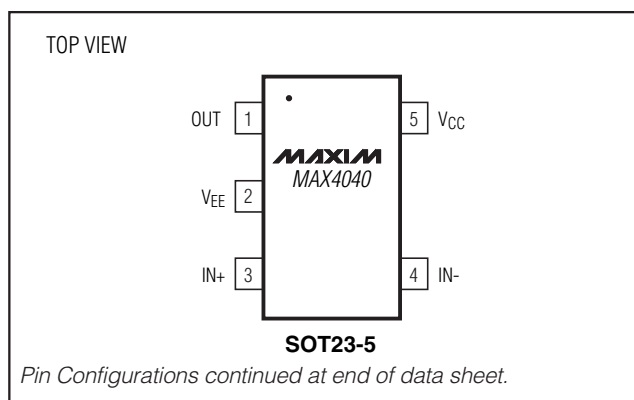 TOP VIEW
OUT 1 5 VCC
MAXIM
MAX4040
VEE 2
IN+ 3 4 IN-
SOT23-5
Pin Configurations continued at end of data sheet.